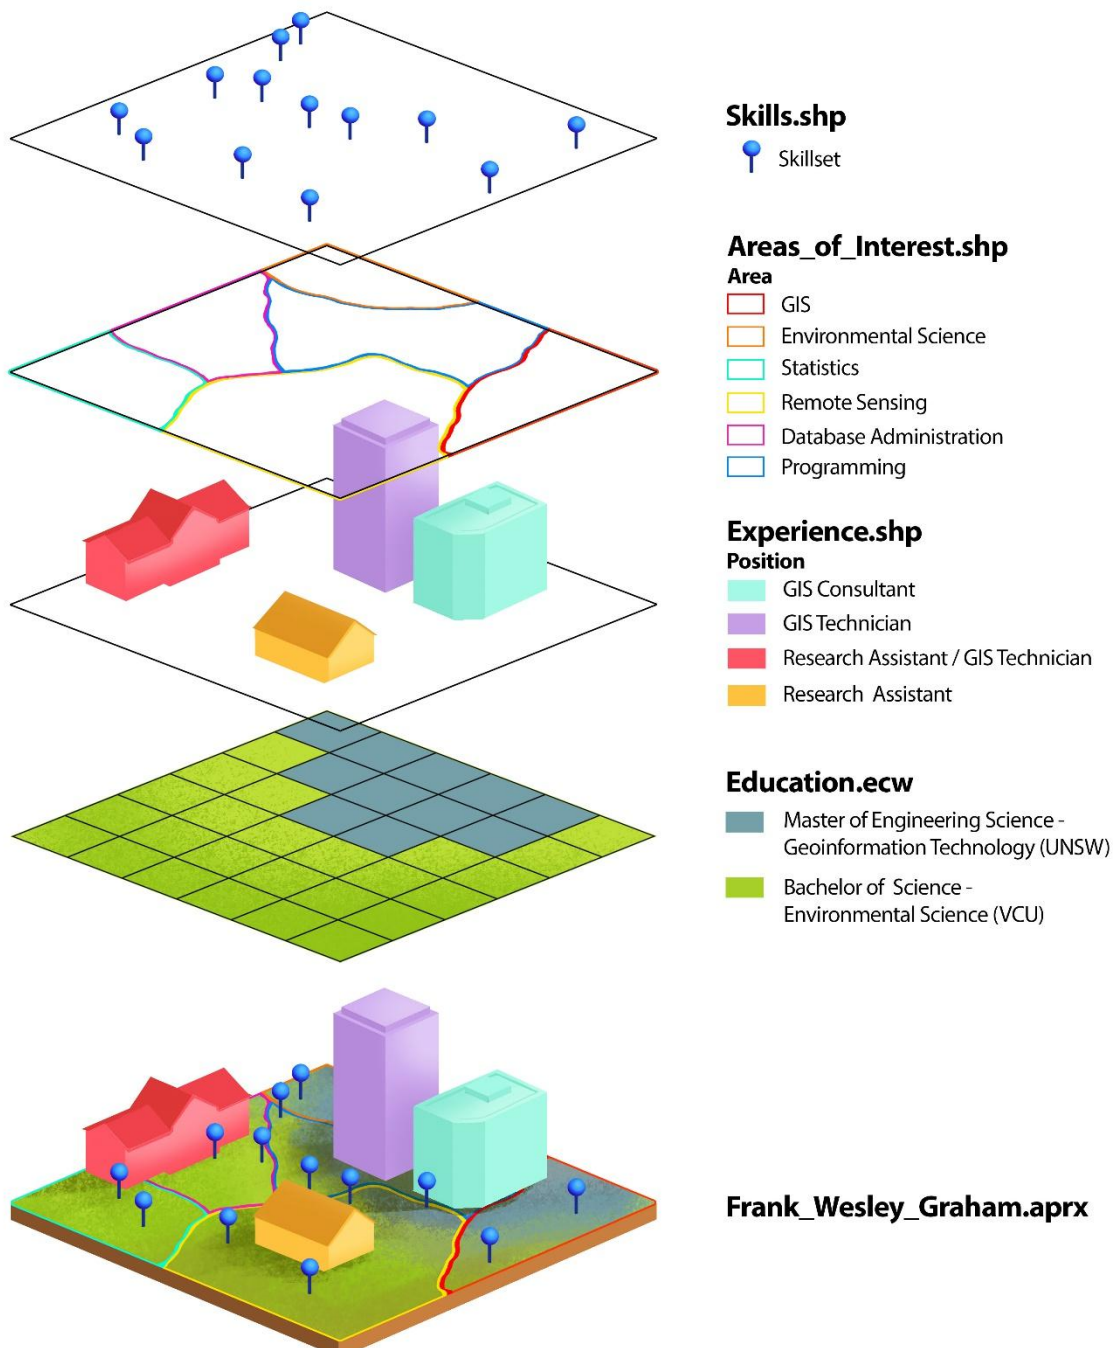 Skills.shp
Skillset
Areas_of_Interest.shp
Area
GIS
Environmental Science
Statistics
Remote Sensing
Database Administration
Programming
Experience.shp
Position
GIS Consultant
GIS Technician
Research Assistant / GIS Technician
Research Assistant
Education.ecw
Master of Engineering Science -
Geoinformation Technology (UNSW)
Bachelor of Science -
Environmental Science (VCU)
Frank_Wesley_Graham.aprx